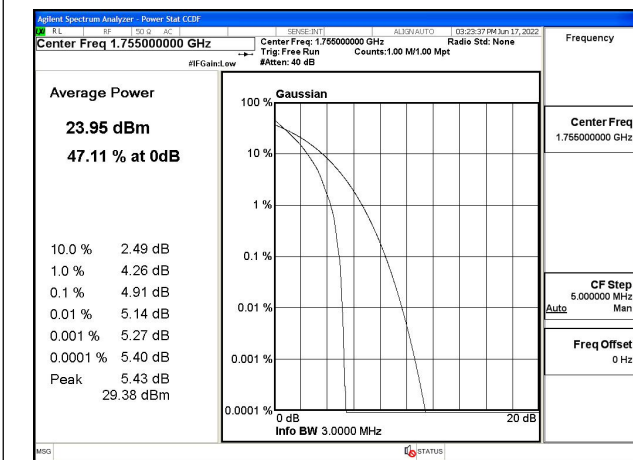 Agilent Spectrum Analyzer - Power Stat CCDF
RL RF 50 Ω AC SENSE:INT ALIGN AUTO 03:23:37 PM Jun 17, 2022
Center Freq 1.755000000 GHz
Center Freq: 1.755000000 GHz Radio Std: None
Trig: Free Run Counts:1.00 M/1.00 Mpt
#IFGain:Low #Atten: 40 dB
Frequency
Center Freq
1.755000000 GHz
CF Step
5.000000 MHz
Auto Man
Freq Offset
0 Hz
Average Power
23.95 dBm
47.11 % at 0dB
10.0 % 2.49 dB
1.0 % 4.26 dB
0.1 % 4.91 dB
0.01 % 5.14 dB
0.001 % 5.27 dB
0.0001 % 5.40 dB
Peak 5.43 dB
29.38 dBm
Gaussian
100 %
10 %
1 %
0.1 %
0.01 %
0.001 %
0.0001 %
0 dB 20 dB
Info BW 3.0000 MHz
MSG STATUS